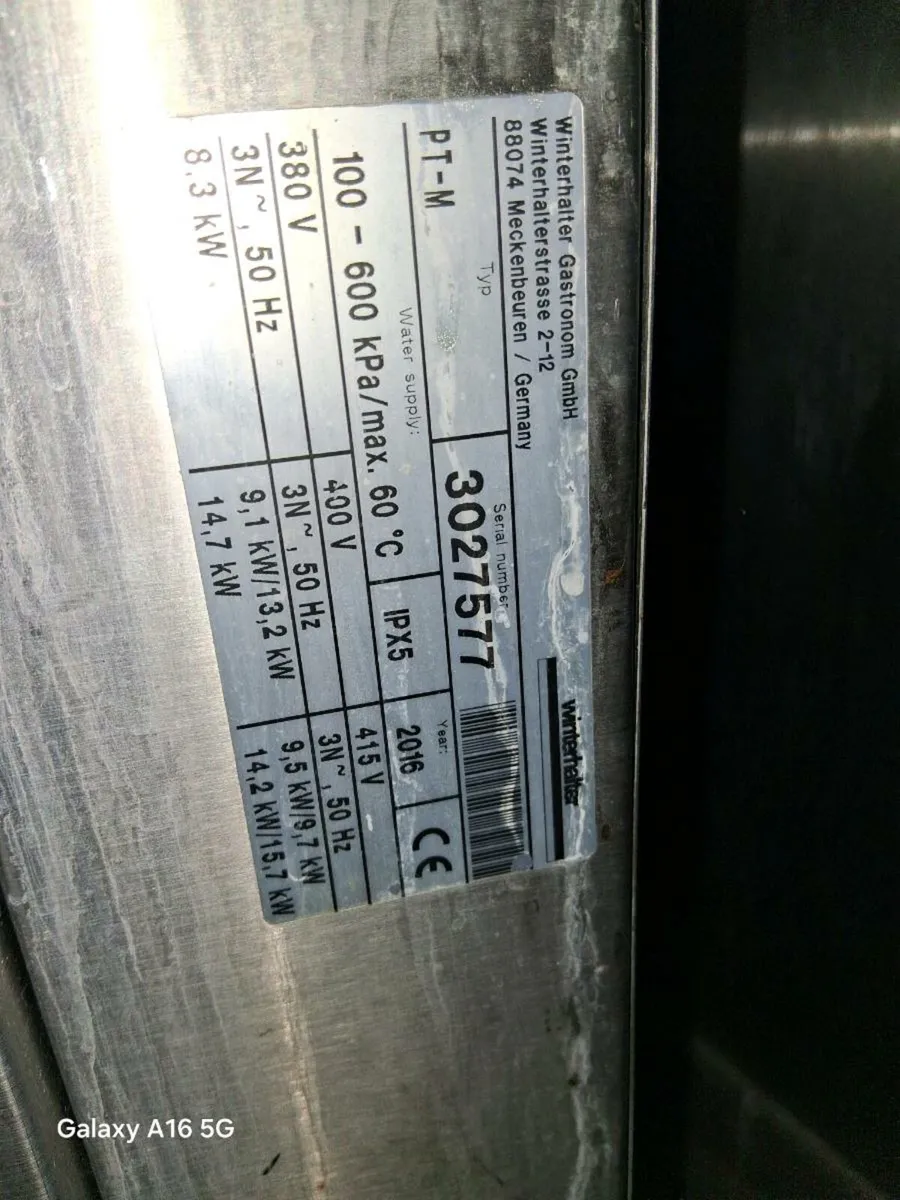 Winterhalter Gastronom GmbH
Winterhalterstrasse 2-12
88074 Meckenbeuren / Germany
winterhalter
Typ
PT-M
Serial number:
3027577
Water supply:
100 - 600 kPa/max. 60 °C
IPX5
Year:
2016
CE
380 V
3N ~, 50 Hz
8.3 kW
400 V
3N ~, 50 Hz
9,1 kW/13,2 kW
14,7 kW
415 V
3N ~, 50 Hz
9,5 kW/9,7 kW
14,2 kW/15,7 kW
Galaxy A16 5G